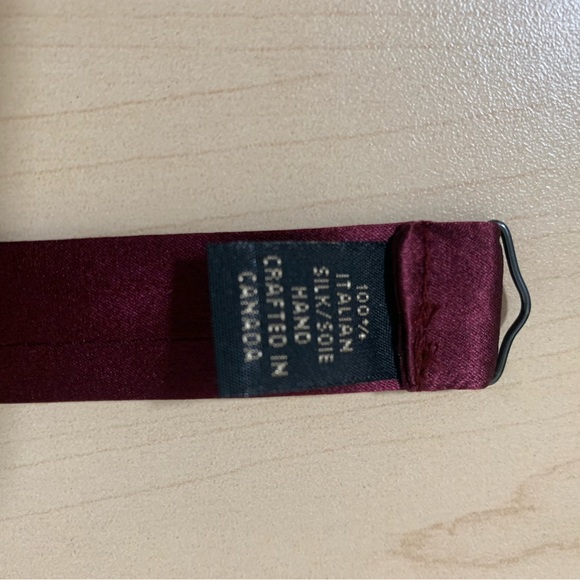 100%
ITALIAN
SILK/SOIE
HAND
CRAFTED IN
CANADA